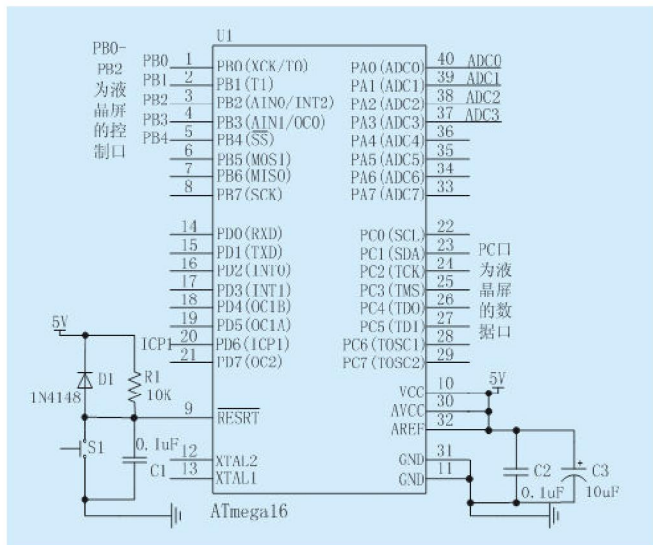 U1
PB0-
PB2
为液
晶屏
的控
制口
PB0 1 PB0(XCK/T0)
PB1 2 PB1(T1)
PB2 3 PB2(AIN0/INT2)
PB3 4 PB3(AIN1/OC0)
PB4 5 PB4(SS)
6 PB5(MOSI)
7 PB6(MISO)
8 PB7(SCK)
14 PD0(RXD)
15 PD1(TXD)
16 PD2(INT0)
17 PD3(INT1)
18 PD4(OC1B)
19 PD5(OC1A)
ICP1 20 PD6(ICP1)
21 PD7(OC2)
9 RESRT
12 XTAL2
13 XTAL1
PA0(ADC0) 40 ADC0
PA1(ADC1) 39 ADC1
PA2(ADC2) 38 ADC2
PA3(ADC3) 37 ADC3
PA4(ADC4) 36
PA5(ADC5) 35
PA6(ADC6) 34
PA7(ADC7) 33
PC0(SCL) 22
PC1(SDA) 23
PC2(TCK) 24
PC3(TMS) 25
PC4(TDO) 26
PC5(TDI) 27
PC6(TOSC1) 28
PC7(TOSC2) 29
PC口
为液
晶屏
的数
据口
VCC 10
AVCC 30
AREF 32
GND 31
GND 11
5V
D1
1N4148
R1
10K
S1
0.1uF
C1
5V
C2
0.1uF
C3
+
10uF
ATmega16